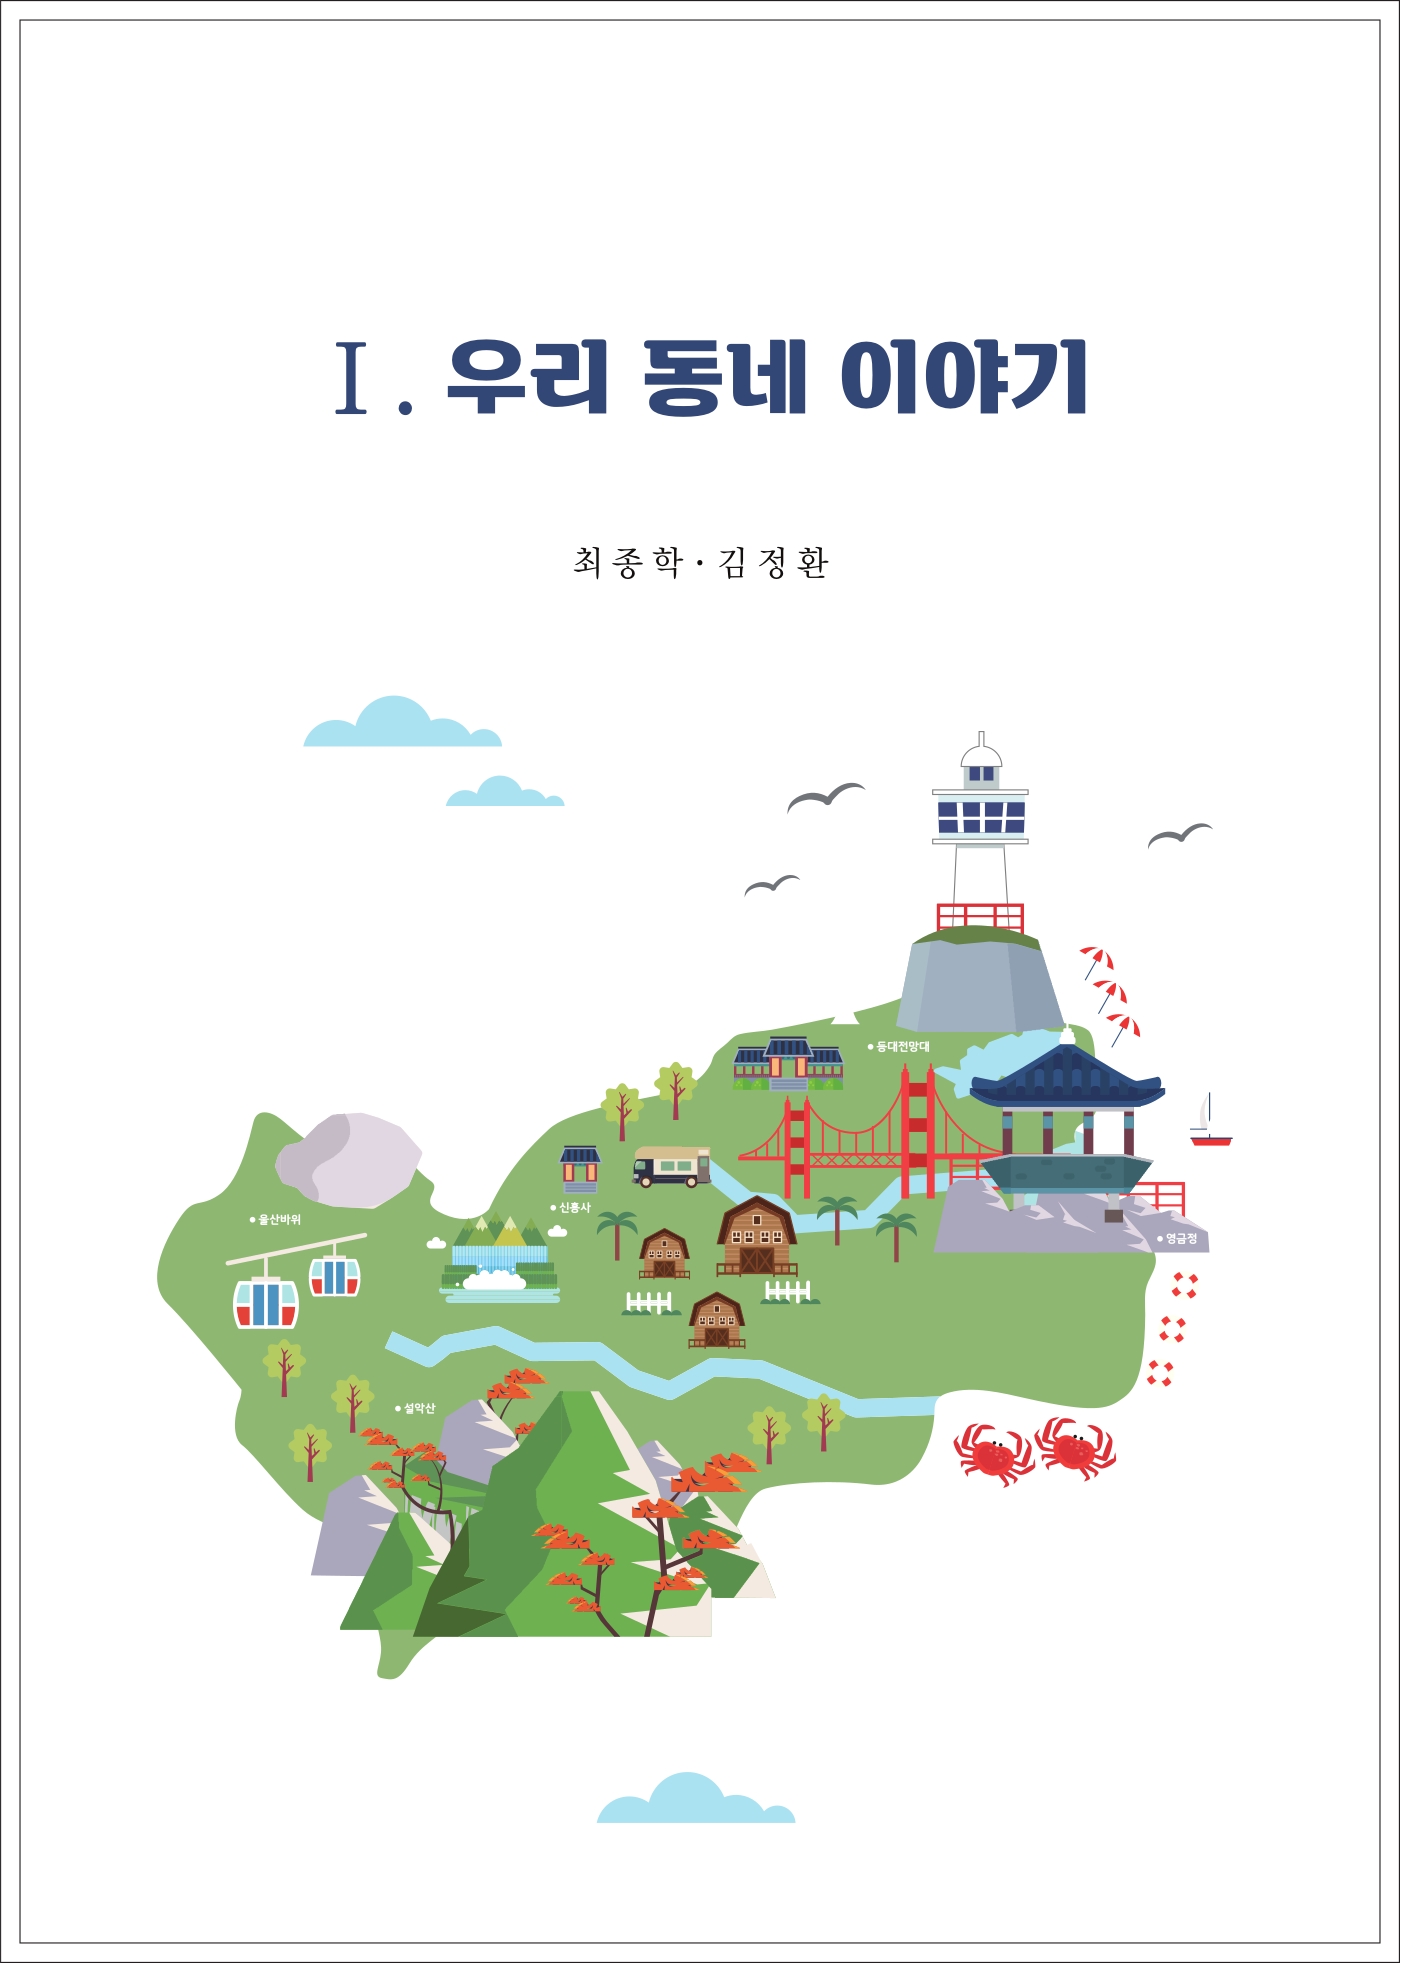 Ⅰ. 우리 동네 이야기
최종학·김정환
등대전망대
신흥사
울산바위
영금정
설악산